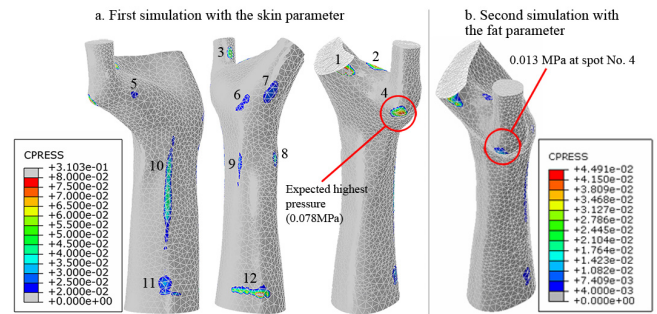 a. First simulation with the skin parameter
b. Second simulation with
the fat parameter
0.013 MPa at spot No. 4
1
2
3
4
5
6
7
8
9
10
11
12
Expected highest
pressure
(0.078MPa)
CPRESS
+3.103e-01
+8.000e-02
+7.500e-02
+7.000e-02
+6.500e-02
+6.000e-02
+5.500e-02
+5.000e-02
+4.500e-02
+4.000e-02
+3.500e-02
+3.000e-02
+2.500e-02
+2.000e-02
+0.000e+00
CPRESS
+4.491e-02
+4.150e-02
+3.809e-02
+3.468e-02
+3.127e-02
+2.786e-02
+2.445e-02
+2.104e-02
+1.764e-02
+1.423e-02
+1.082e-02
+7.409e-03
+4.000e-03
+0.000e+00